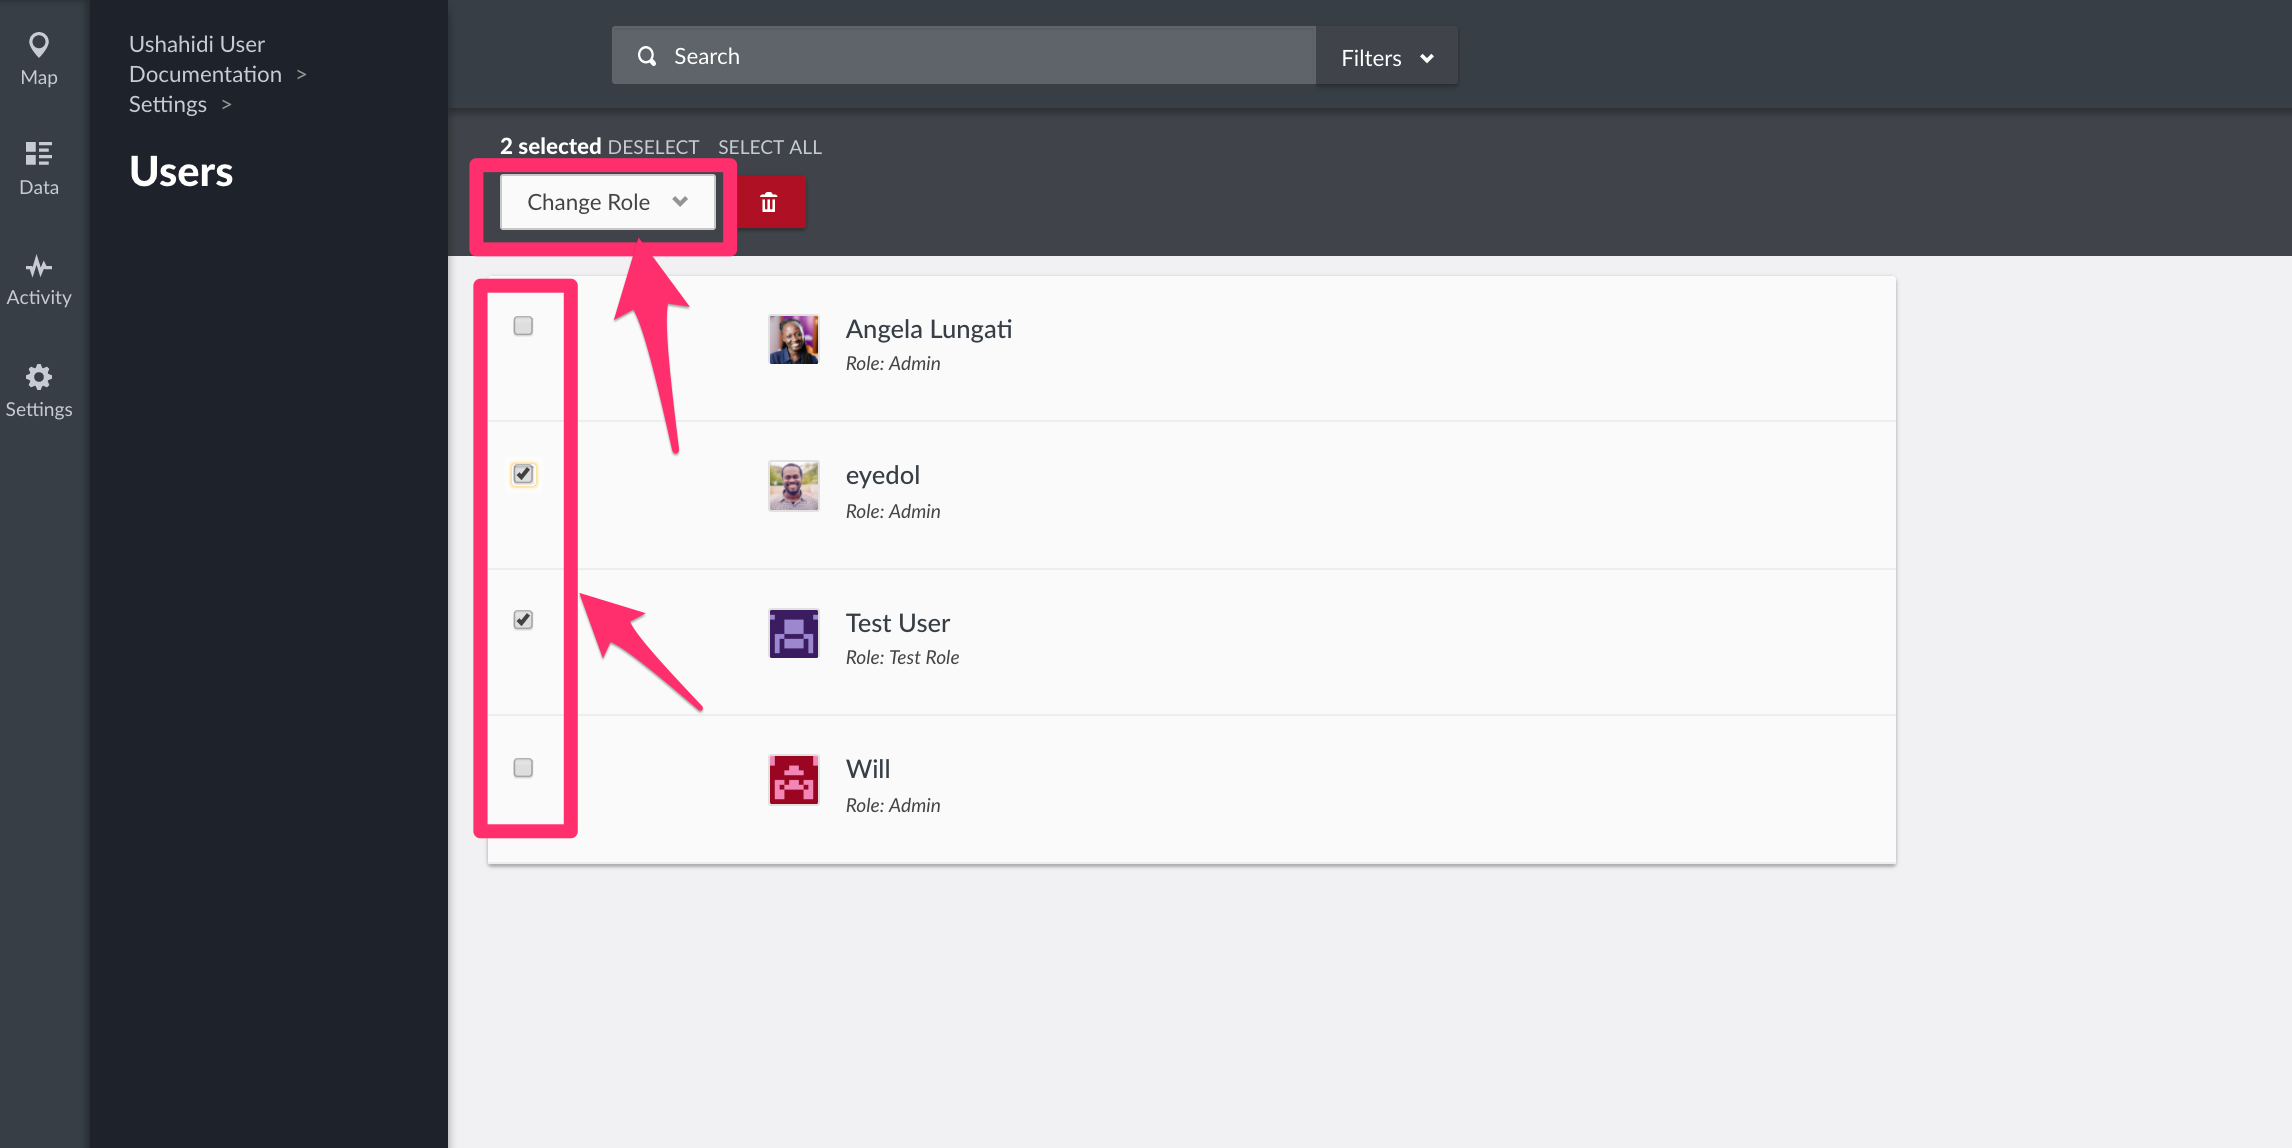 Map
Data
Activity
Settings
Ushahidi User
Documentation >
Settings >
Users
Search
Filters
2 selected DESELECT SELECT ALL
Change Role
Angela Lungati
Role: Admin
eyedol
Role: Admin
Test User
Role: Test Role
Will
Role: Admin